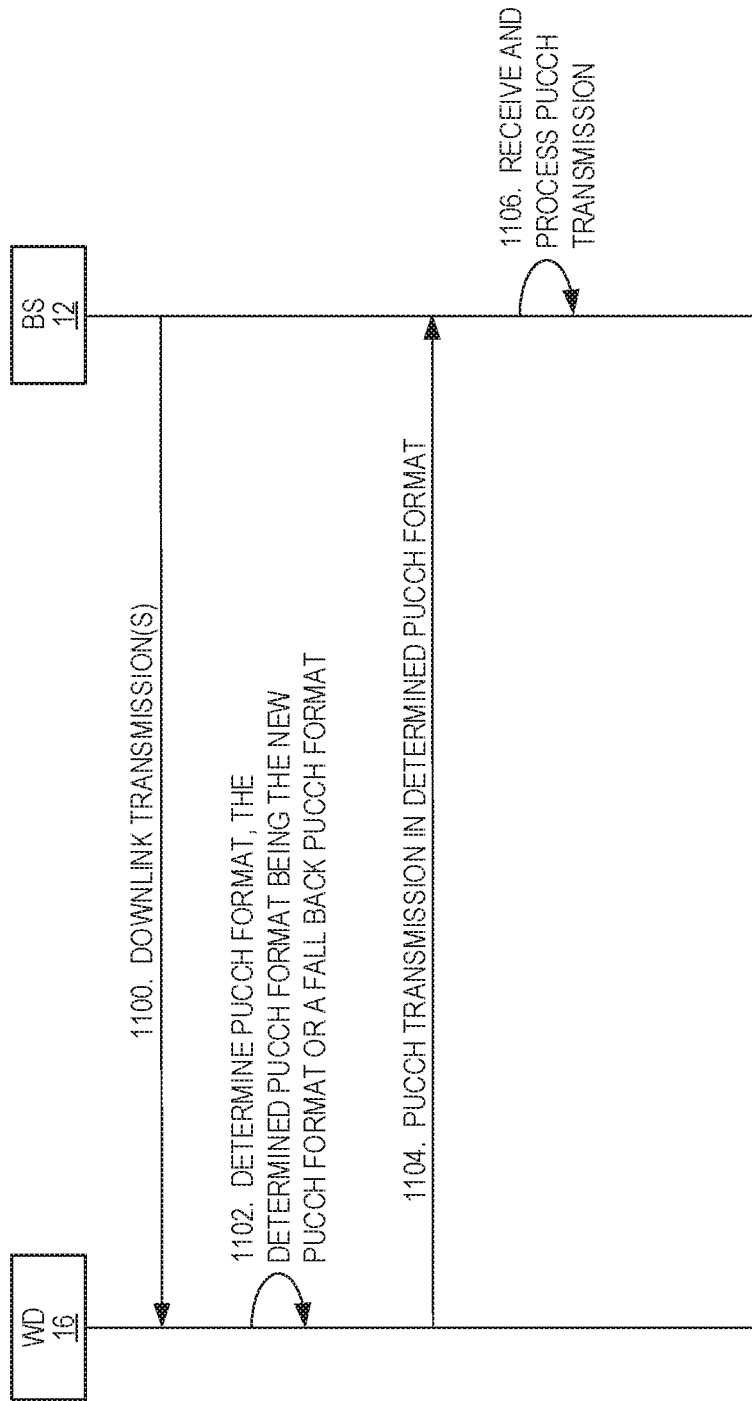 WD
16
BS
12
1100. DOWNLINK TRANSMISSION(S)
1102. DETERMINE PUCCH FORMAT, THE
DETERMINED PUCCH FORMAT BEING THE NEW
PUCCH FORMAT OR A FALL BACK PUCCH FORMAT
1104. PUCCH TRANSMISSION IN DETERMINED PUCCH FORMAT
1106. RECEIVE AND
PROCESS PUCCH
TRANSMISSION